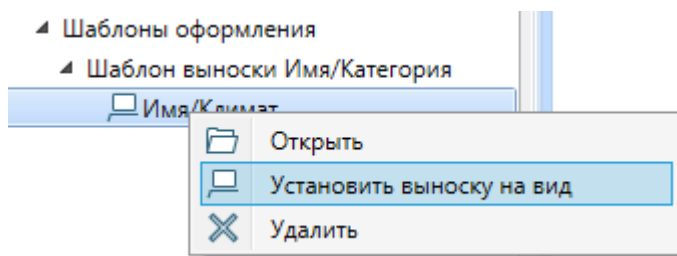 Шаблоны оформления
Шаблон выноски Имя/Категория
Имя/Климат
Открыть
Установить выноску на вид
Удалить